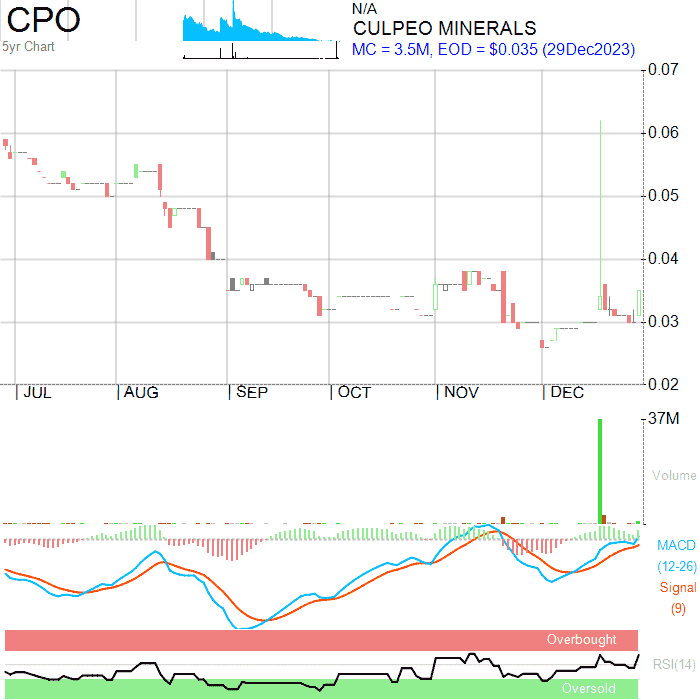 CPO
5yr Chart
N/A
CULPEO MINERALS
MC = 3.5M, EOD = $0.035 (29Dec2023)
0.07
0.06
0.05
0.04
0.03
0.02
JUL AUG SEP OCT NOV DEC
37M
Volume
MACD
(12-26)
Signal
(9)
Overbought
RSI(14)
Oversold